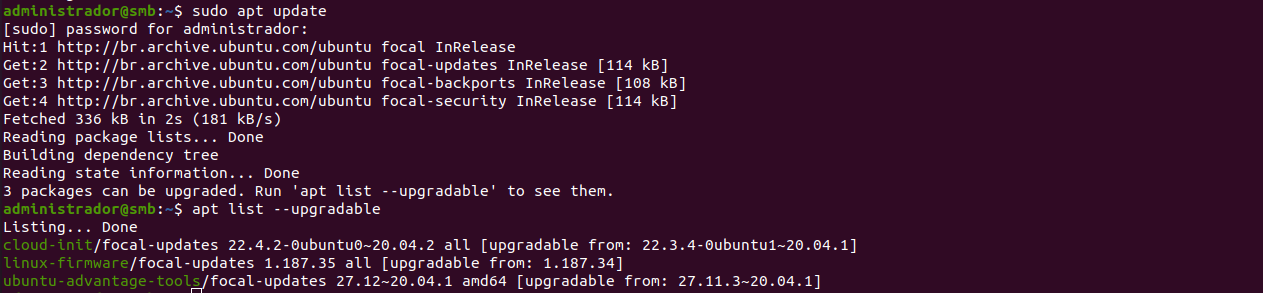 administrador@smb:~$ sudo apt update
[sudo] password for administrador:
Hit:1 http://br.archive.ubuntu.com/ubuntu focal InRelease
Get:2 http://br.archive.ubuntu.com/ubuntu focal-updates InRelease [114 kB]
Get:3 http://br.archive.ubuntu.com/ubuntu focal-backports InRelease [108 kB]
Get:4 http://br.archive.ubuntu.com/ubuntu focal-security InRelease [114 kB]
Fetched 336 kB in 2s (181 kB/s)
Reading package lists... Done
Building dependency tree
Reading state information... Done
3 packages can be upgraded. Run 'apt list --upgradable' to see them.
administrador@smb:~$ apt list --upgradable
Listing... Done
cloud-init/focal-updates 22.4.2-0ubuntu0~20.04.2 all [upgradable from: 22.3.4-0ubuntu1~20.04.1]
linux-firmware/focal-updates 1.187.35 all [upgradable from: 1.187.34]
ubuntu-advantage-tools/focal-updates 27.12~20.04.1 amd64 [upgradable from: 27.11.3~20.04.1]